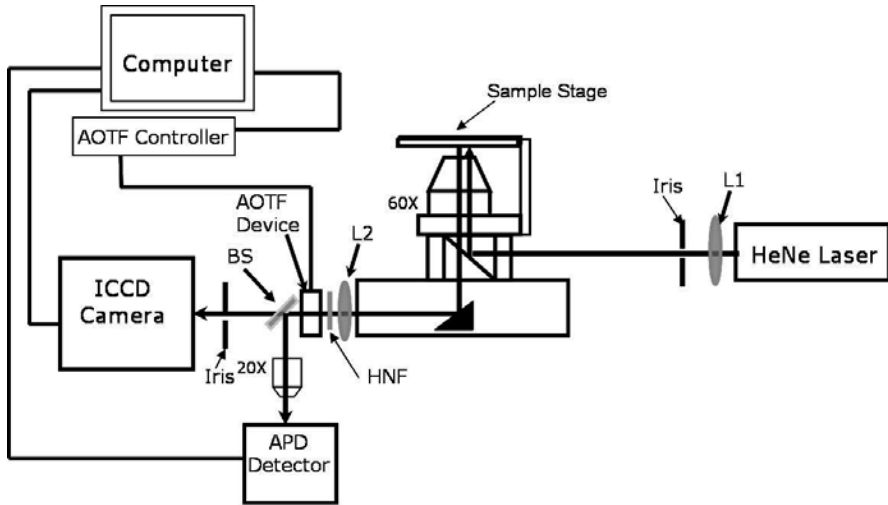 Computer
Sample Stage
AOTF Controller
L1
Iris
60X
AOTF
Device
L2
BS
HeNe Laser
ICCD
Camera
Iris
20X
HNF
APD
Detector